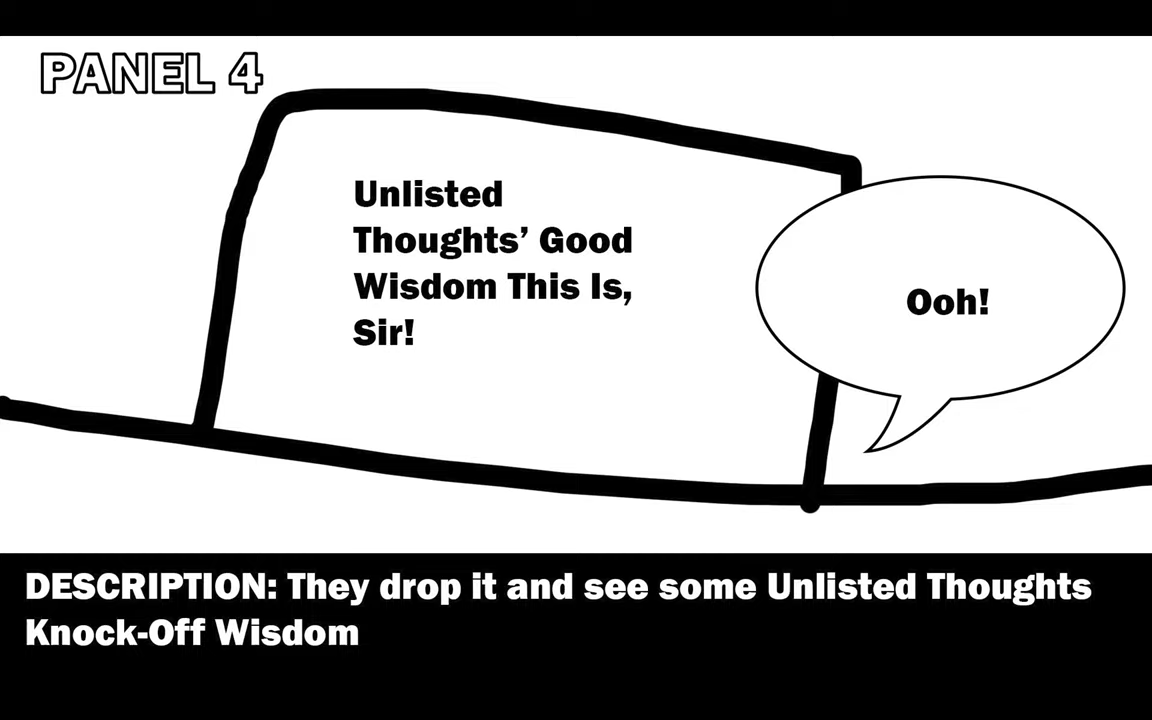 PANEL 4
Unlisted
Thoughts’ Good
Wisdom This Is,
Sir!
Ooh!
DESCRIPTION: They drop it and see some Unlisted Thoughts
Knock-Off Wisdom